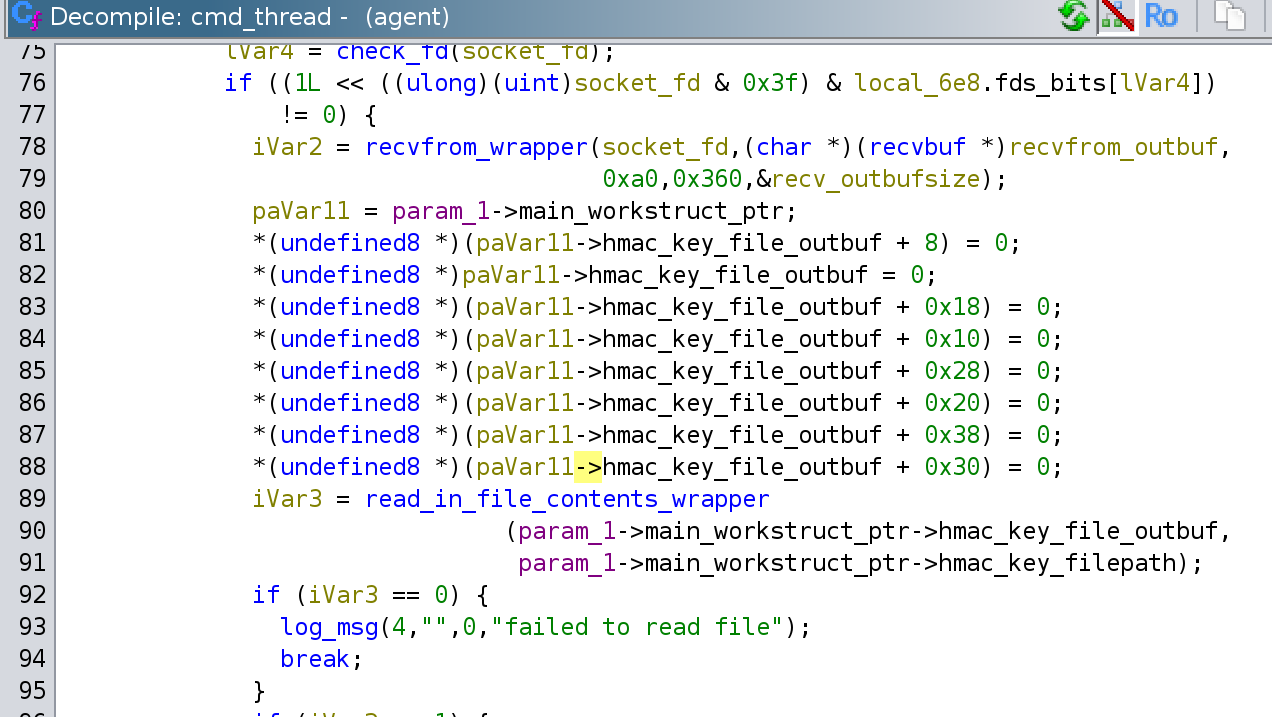 Decompile: cmd_thread - (agent)
Ro
75 lVar4 = check_fd(socket_fd);
76 if ((1L << ((ulong)(uint)socket_fd & 0x3f) & local_6e8.fds_bits[lVar4])
77 != 0) {
78 iVar2 = recvfrom_wrapper(socket_fd,(char *)(recvbuf *)recvfrom_outbuf,
79 0xa0,0x360,&recv_outbufsize);
80 paVar11 = param_1->main_workstruct_ptr;
81 *(undefined8 *)(paVar11->hmac_key_file_outbuf + 8) = 0;
82 *(undefined8 *)paVar11->hmac_key_file_outbuf = 0;
83 *(undefined8 *)(paVar11->hmac_key_file_outbuf + 0x18) = 0;
84 *(undefined8 *)(paVar11->hmac_key_file_outbuf + 0x10) = 0;
85 *(undefined8 *)(paVar11->hmac_key_file_outbuf + 0x28) = 0;
86 *(undefined8 *)(paVar11->hmac_key_file_outbuf + 0x20) = 0;
87 *(undefined8 *)(paVar11->hmac_key_file_outbuf + 0x38) = 0;
88 *(undefined8 *)(paVar11->hmac_key_file_outbuf + 0x30) = 0;
89 iVar3 = read_in_file_contents_wrapper
90 (param_1->main_workstruct_ptr->hmac_key_file_outbuf,
91 param_1->main_workstruct_ptr->hmac_key_filepath);
92 if (iVar3 == 0) {
93 log_msg(4,"",0,"failed to read file");
94 break;
95 }